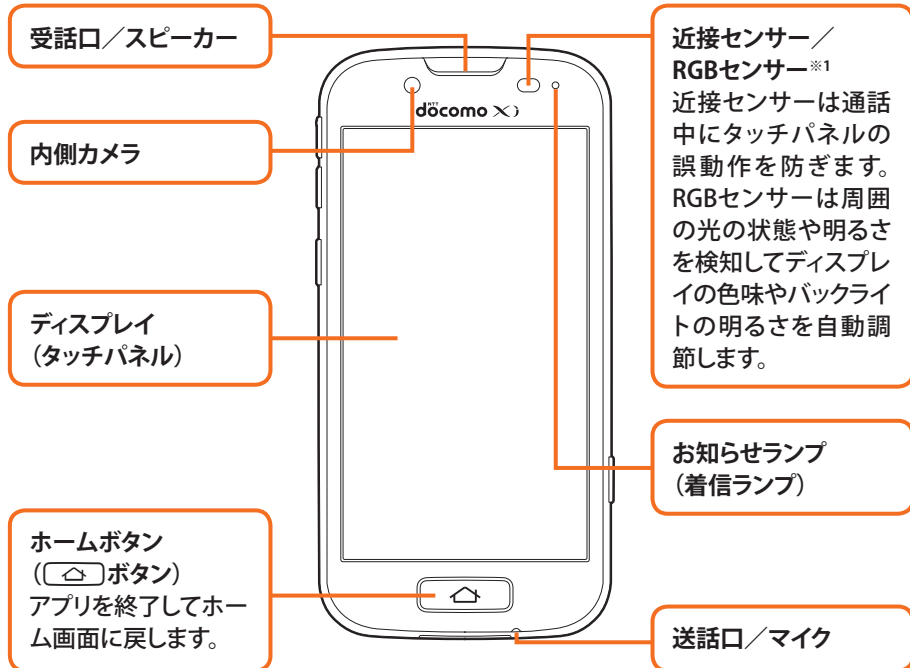 受話口／スピーカー
内側カメラ
ディスプレイ
（タッチパネル）
ホームボタン
（ボタン）
アプリを終了してホー
ム画面に戻します。
NTT
döcomo Xi
近接センサー／
RGBセンサー※1
近接センサーは通話
中にタッチパネルの
誤動作を防ぎます。
RGBセンサーは周囲
の光の状態や明るさ
を検知してディスプレ
イの色味やバックライ
トの明るさを自動調
節します。
お知らせランプ
（着信ランプ）
送話口／マイク